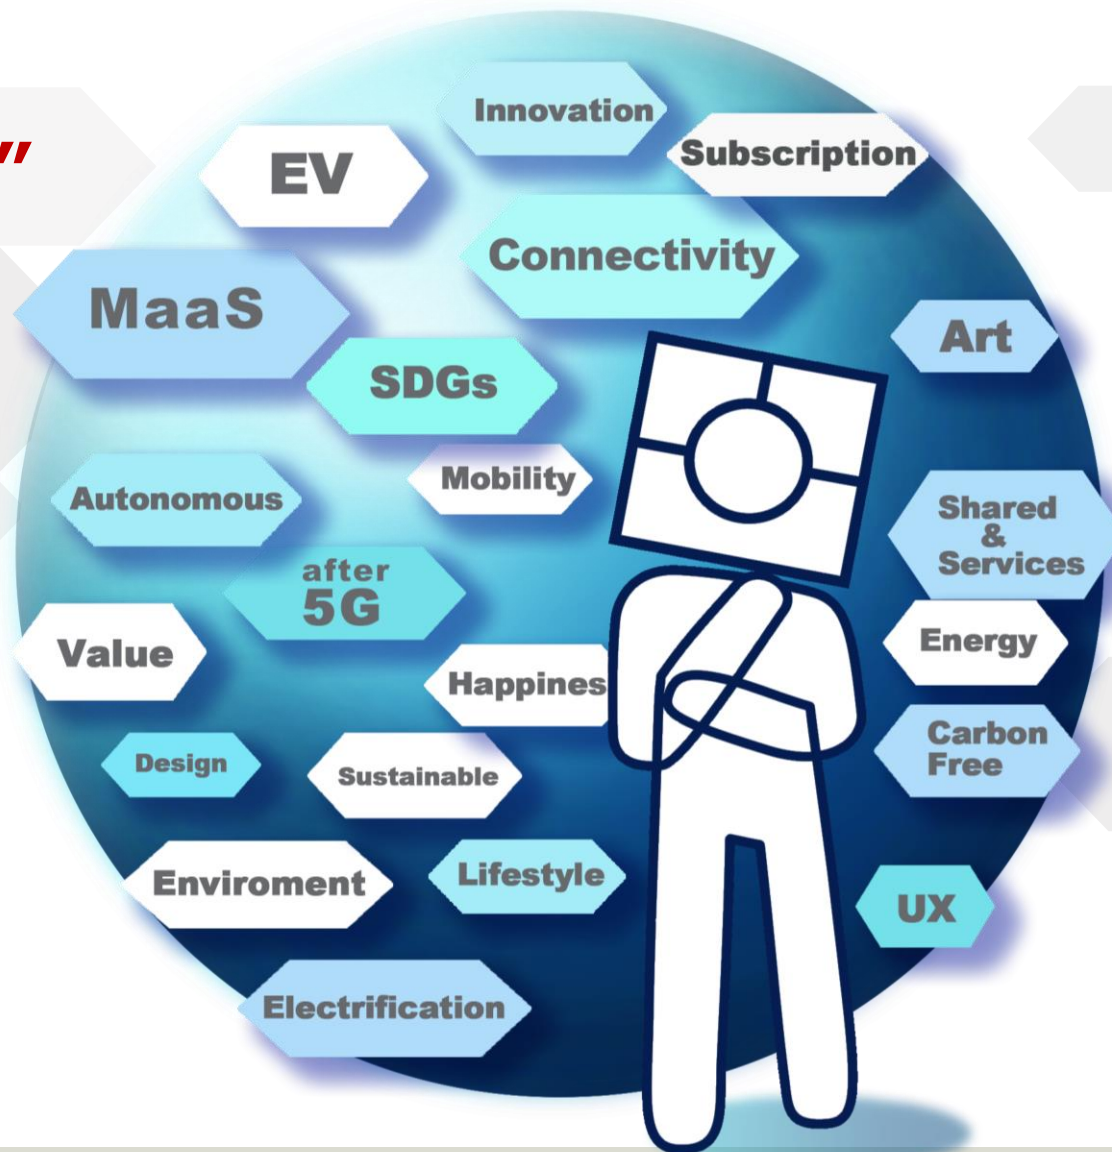 "
Innovation
Subscription
EV
Connectivity
MaaS
Art
SDGs
Mobility
Autonomous
Shared
&
Services
after
5G
Value
Energy
Happines
Carbon
Free
Design
Sustainable
Enviroment
Lifestyle
UX
Electrification